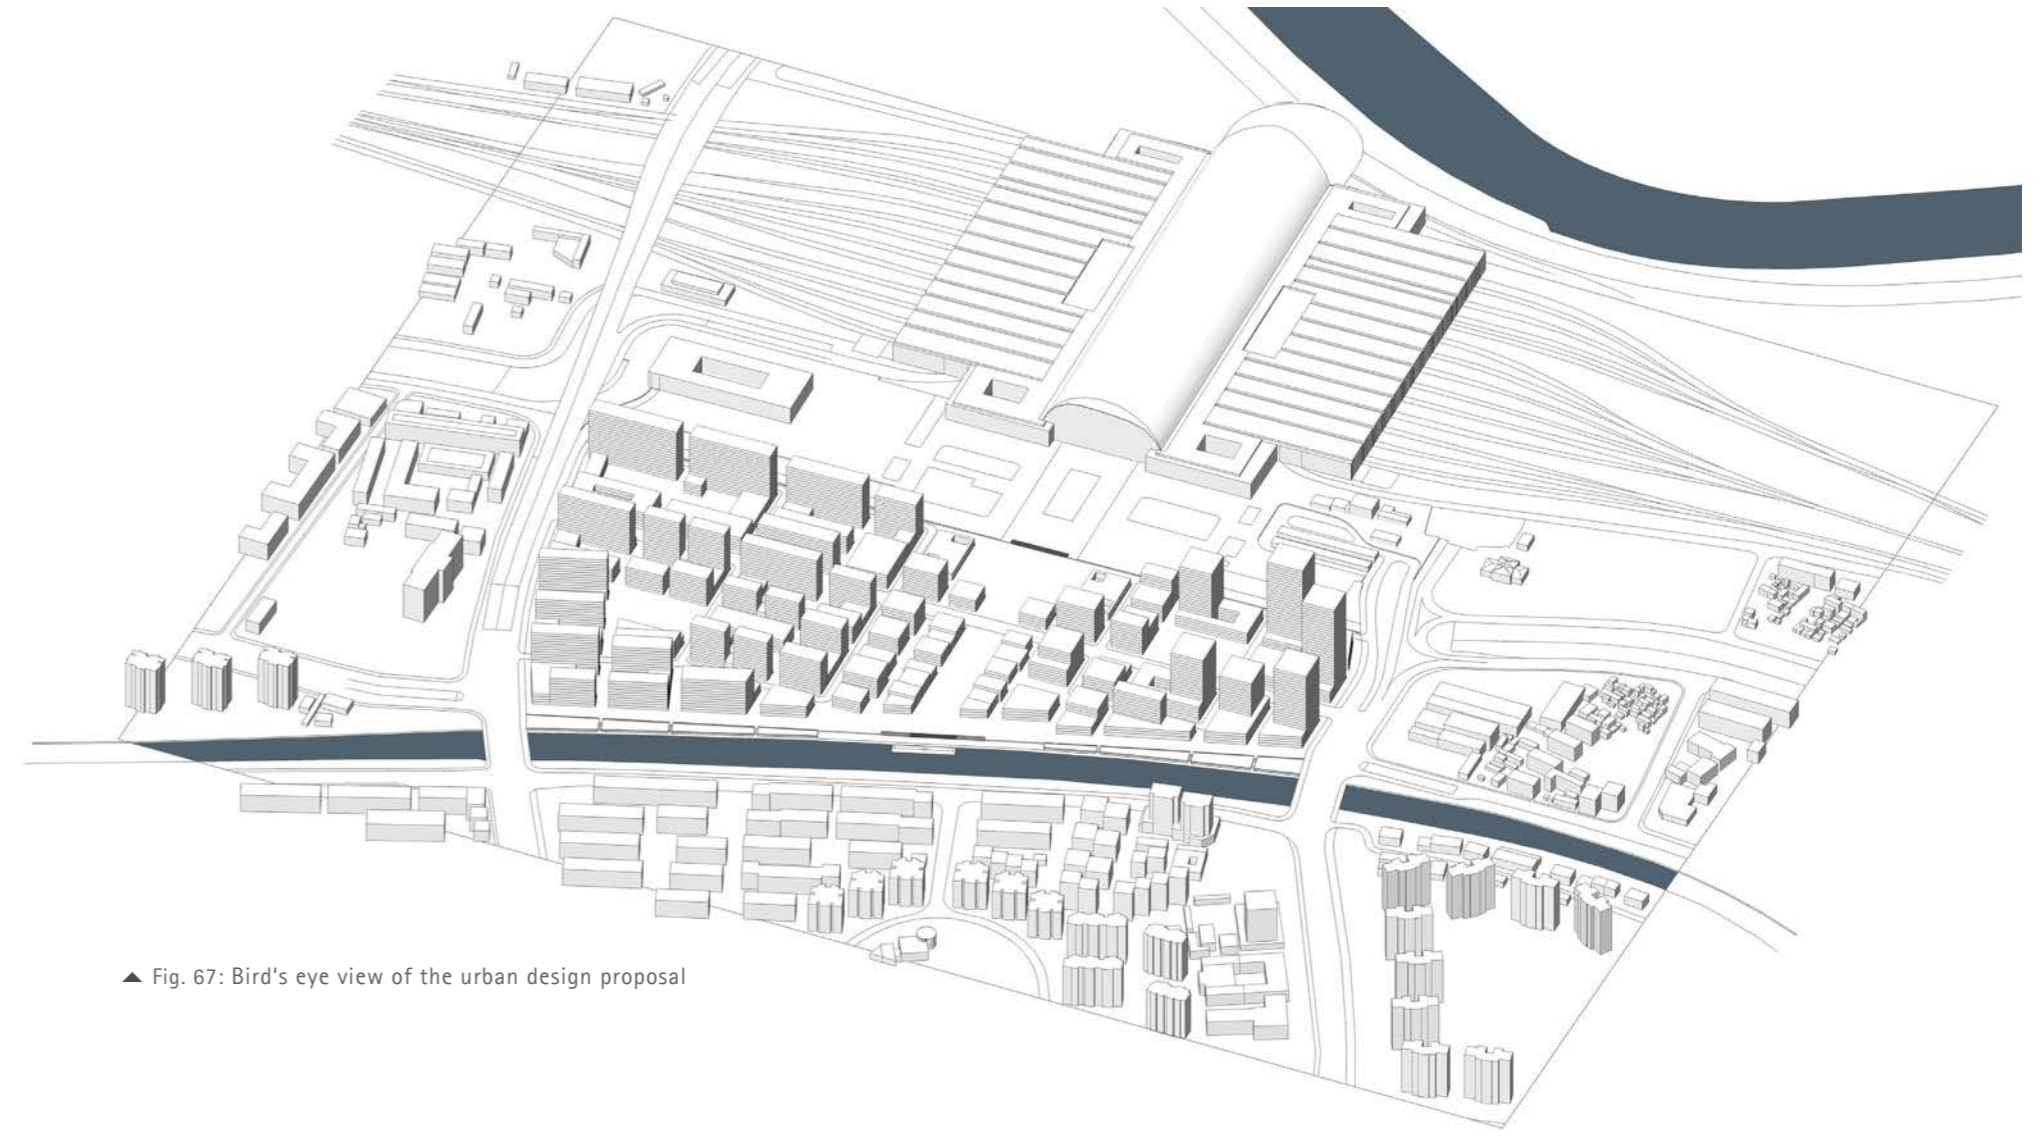 ▲ Fig. 67: Bird‘s eye view of the urban design proposal